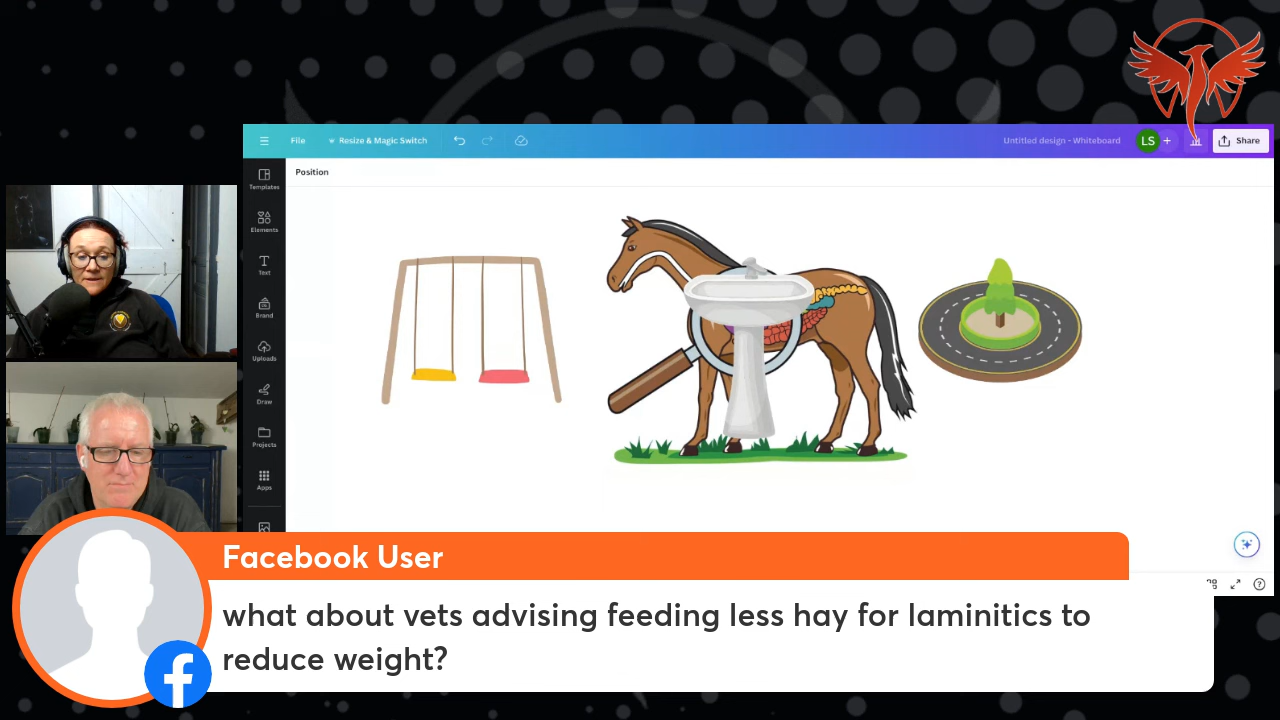 File
Resize & Magic Switch
Untitled design - Whiteboard
LS
+
Share
Templates
Position
Elements
Text
Brand
Uploads
Draw
Projects
Apps
Facebook User
what about vets advising feeding less hay for laminitics to
reduce weight?